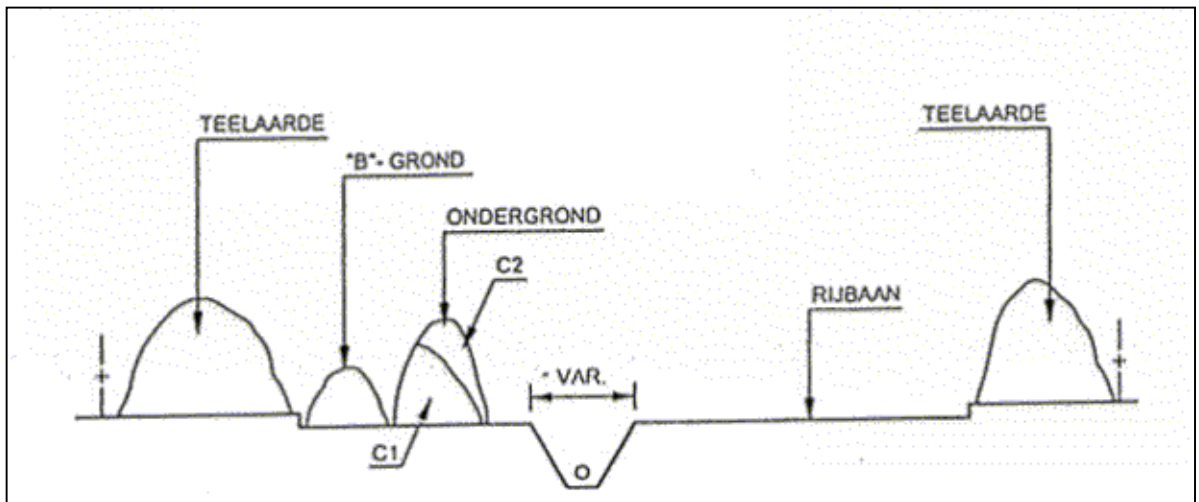 TEELAARDE
TEELAARDE
"B"- GROND
ONDERGROND
C2
RIJBAAN
* VAR.
C1
O